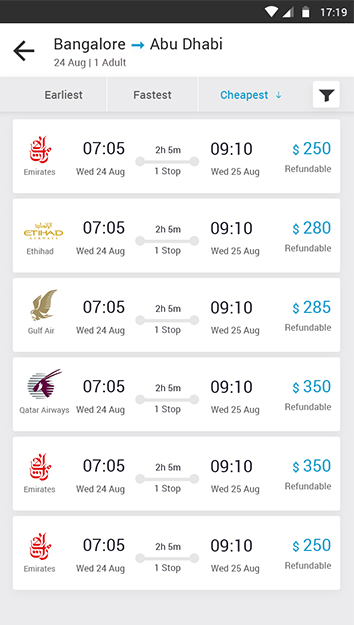 17:19
Bangalore → Abu Dhabi
24 Aug | 1 Adult
Earliest Fastest Cheapest ↓
07:05 2h 5m 09:10 $ 250
Emirates Wed 24 Aug 1 Stop Wed 25 Aug Refundable
ETIHAD
AIRWAYS
07:05 2h 5m 09:10 $ 280
Ethihad Wed 24 Aug 1 Stop Wed 25 Aug Refundable
07:05 2h 5m 09:10 $ 285
Gulf Air Wed 24 Aug 1 Stop Wed 25 Aug Refundable
07:05 2h 5m 09:10 $ 350
Qatar Airways Wed 24 Aug 1 Stop Wed 25 Aug Refundable
07:05 2h 5m 09:10 $ 350
Emirates Wed 24 Aug 1 Stop Wed 25 Aug Refundable
07:05 2h 5m 09:10 $ 250
Emirates Wed 24 Aug 1 Stop Wed 25 Aug Refundable